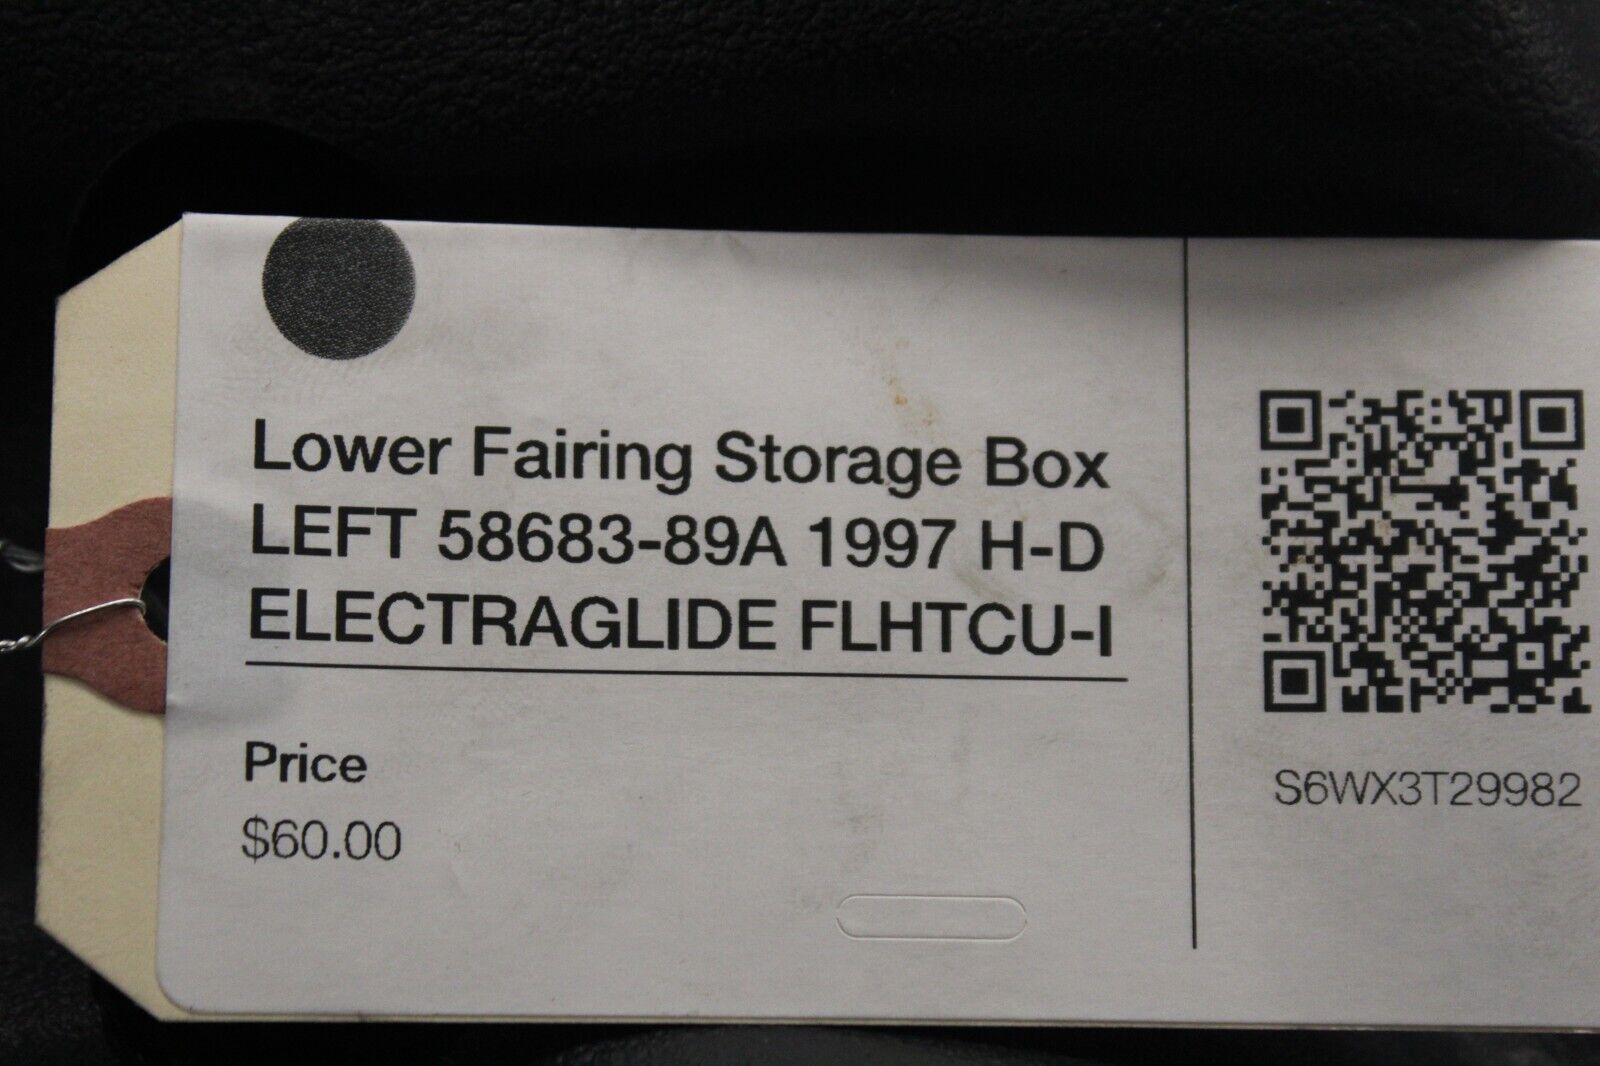 Lower Fairing Storage Box
LEFT 58683-89A 1997 H-D
ELECTRAGLIDE FLHTCU-I
Price
$60.00
S6WX3T29982